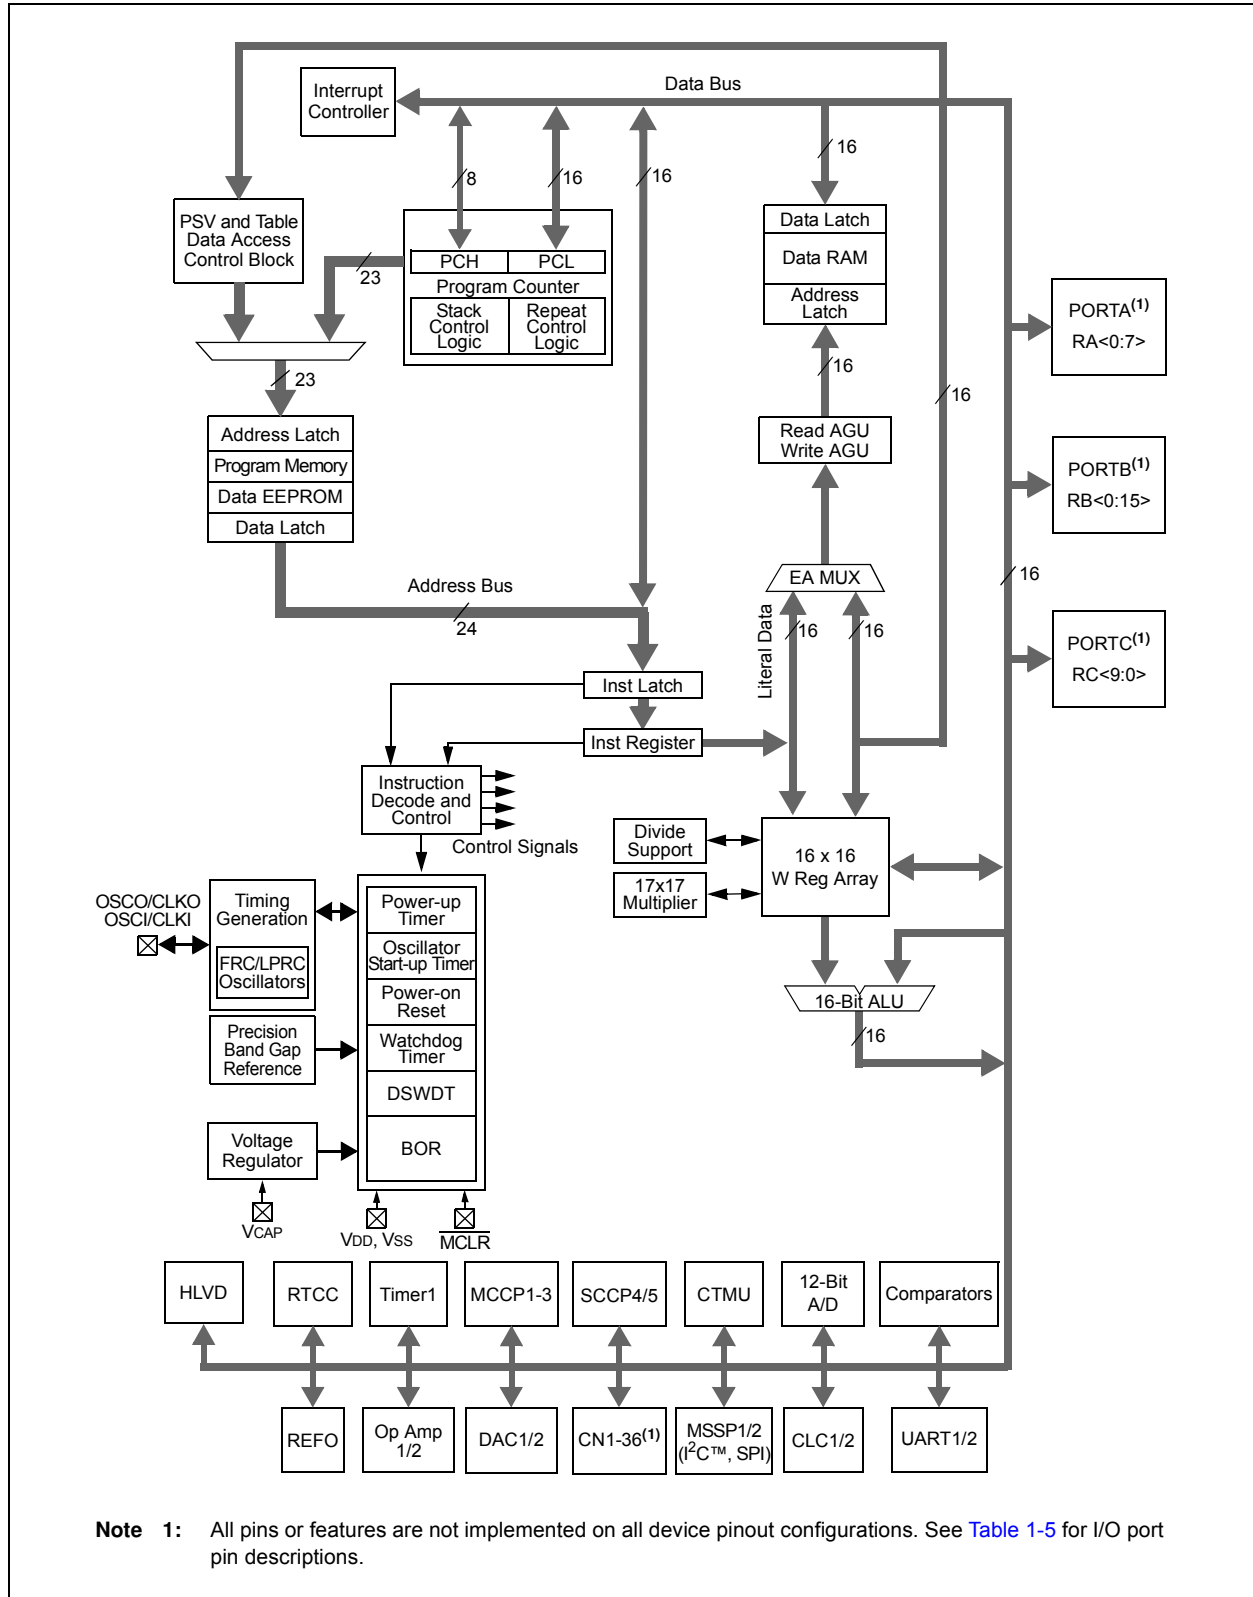 Data Bus
Interrupt
Controller
16
8
16
16
PSV and Table
Data Access
Control Block
Data Latch
Data RAM
Address
Latch
PCH
PCL
23
Program Counter
Stack
Control
Logic
Repeat
Control
Logic
PORTA(1)
RA<0:7>
23
16
16
Address Latch
Program Memory
Data EEPROM
Data Latch
Read AGU
Write AGU
PORTB(1)
RB<0:15>
EA MUX
16
Address Bus
24
Literal Data
16
16
PORTC(1)
RC<9:0>
Inst Latch
Inst Register
Instruction
Decode and
Control
Control Signals
Divide
Support
16 x 16
W Reg Array
17x17
Multiplier
OSCO/CLKO
OSCI/CLKI
Timing
Generation
FRC/LPRC
Oscillators
Power-up
Timer
Oscillator
Start-up Timer
Power-on
Reset
Watchdog
Timer
DSWDT
BOR
16-Bit ALU
16
Precision
Band Gap
Reference
Voltage
Regulator
VCAP
VDD, VSS
MCLR
HLVD
RTCC
Timer1
MCCP1-3
SCCP4/5
CTMU
12-Bit
A/D
Comparators
REFO
Op Amp
1/2
DAC1/2
CN1-36(1)
MSSP1/2
(I2C™, SPI)
CLC1/2
UART1/2
Note 1: All pins or features are not implemented on all device pinout configurations. See Table 1-5 for I/O port
pin descriptions.